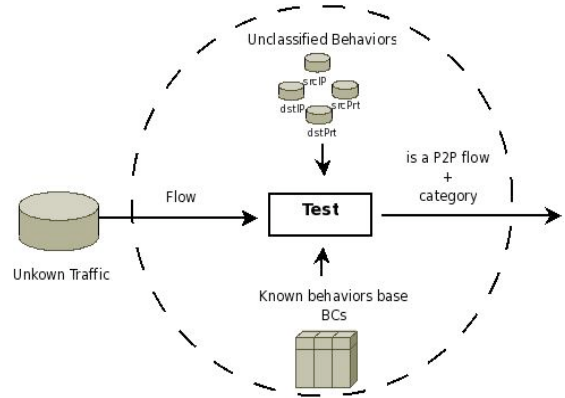 Unclassified Behaviors
srcIP
dstIP
srcPrt
dstPrt
is a P2P flow
+
category
Flow
Test
Unkown Traffic
Known behaviors base
BCs